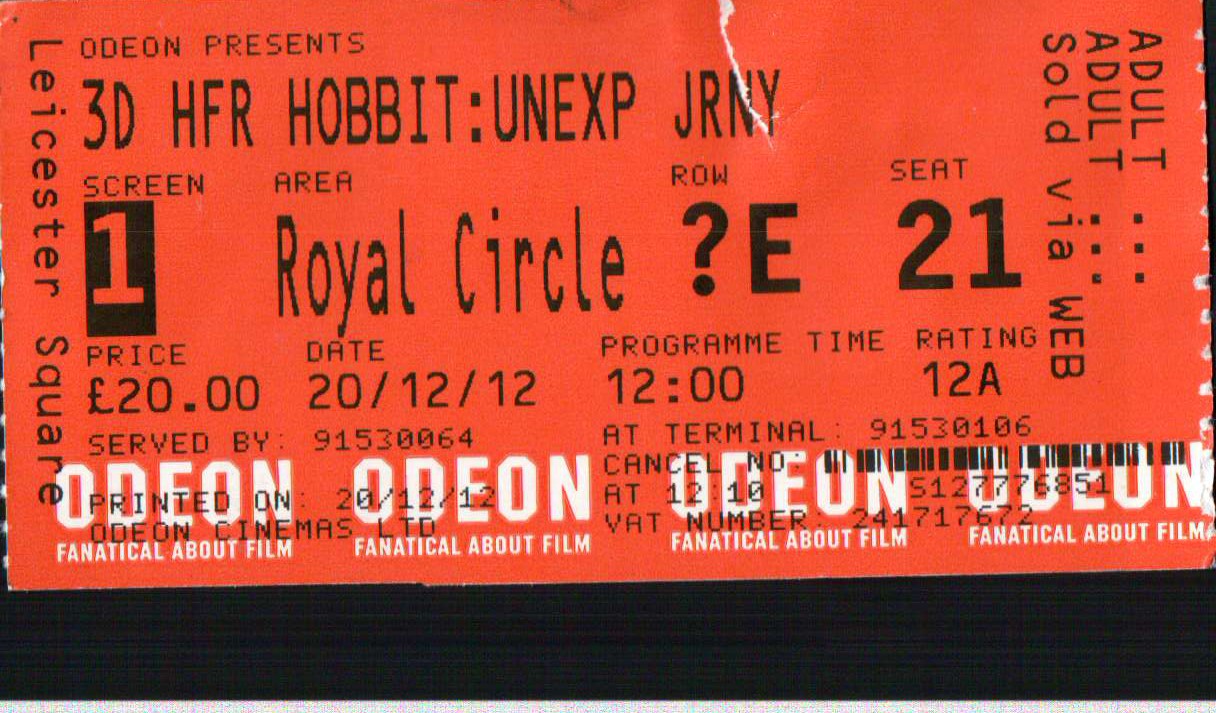 Leicester Square
ODEON PRESENTS
3D HFR HOBBIT:UNEXP JRNY
SCREEN AREA ROW SEAT
1 Royal Circle ?E 21
PRICE DATE PROGRAMME TIME RATING
£20.00 20/12/12 12:00 12A
SERVED BY: 91530064 AT TERMINAL: 91530106
CANCEL NO:
PRINTED ON: 20/12/12 AT 12:10 S127776851
ODEON CINEMAS LTD VAT NUMBER: 241717672
ODEON ODEON ODEON ODEON
FANATICAL ABOUT FILM FANATICAL ABOUT FILM FANATICAL ABOUT FILM FANATICAL ABOUT FILM
ADULT ...
ADULT ...
Sold via WEB